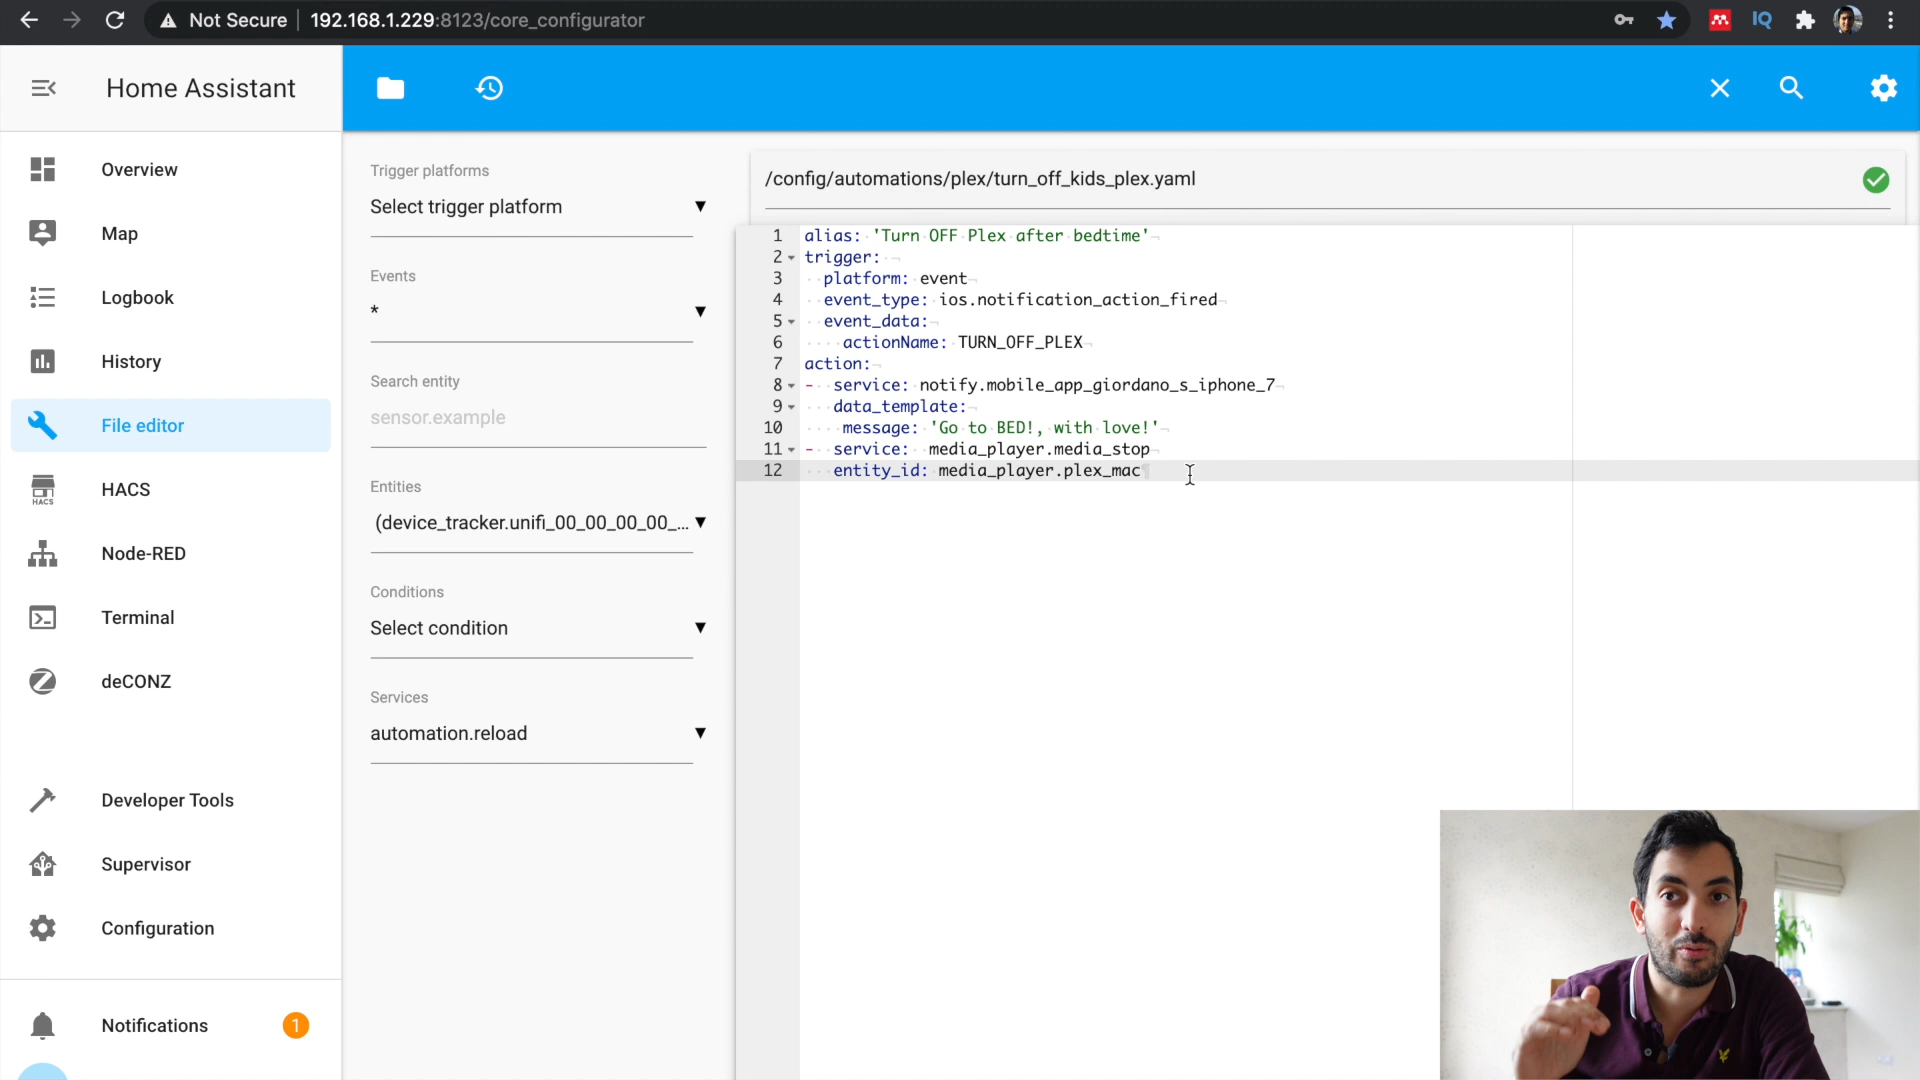 Not Secure | 192.168.1.229:8123/core_configurator
IQ
Home Assistant
Overview
Map
Logbook
History
File editor
HACS
HACS
Node-RED
Terminal
deCONZ
Developer Tools
Supervisor
Configuration
Notifications
1
Trigger platforms
Select trigger platform
Events
*
Search entity
sensor.example
Entities
(device_tracker.unifi_00_00_00_00_...
Conditions
Select condition
Services
automation.reload
/config/automations/plex/turn_off_kids_plex.yaml
1 alias: 'Turn OFF Plex after bedtime'
2 trigger:
3   platform: event
4   event_type: ios.notification_action_fired
5   event_data:
6     actionName: TURN_OFF_PLEX
7 action:
8 -  service: notify.mobile_app_giordano_s_iphone_7
9    data_template:
10     message: 'Go to BED!, with love!'
11 -  service:  media_player.media_stop
12    entity_id: media_player.plex_mac